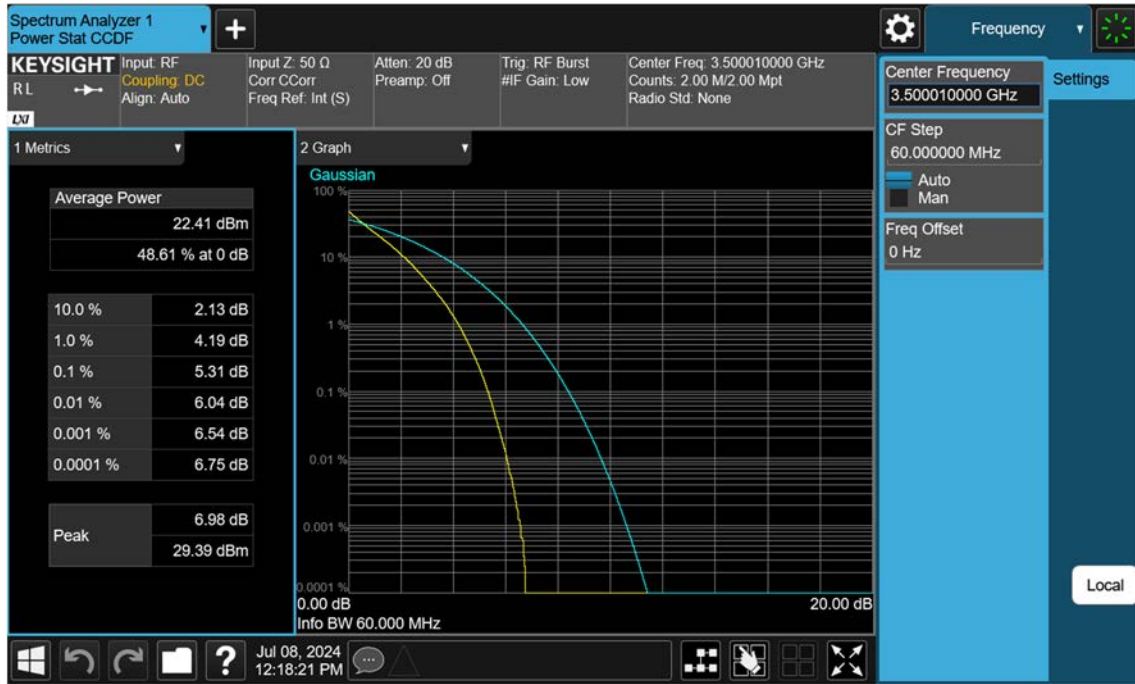 Spectrum Analyzer 1
Power Stat CCDF
Frequency
KEYSIGHT
R L
LXI
Input: RF
Coupling: DC
Align: Auto
Input Z: 50 Ω
Corr CCorr
Freq Ref: Int (S)
Atten: 20 dB
Preamp: Off
Trig: RF Burst
#IF Gain: Low
Center Freq: 3.500010000 GHz
Counts: 2.00 M/2.00 Mpt
Radio Std: None
Center Frequency
3.500010000 GHz
Settings
CF Step
60.000000 MHz
Auto
Man
Freq Offset
0 Hz
Local
1 Metrics
Average Power
22.41 dBm
48.61 % at 0 dB
10.0 % 2.13 dB
1.0 % 4.19 dB
0.1 % 5.31 dB
0.01 % 6.04 dB
0.001 % 6.54 dB
0.0001 % 6.75 dB
Peak
6.98 dB
29.39 dBm
2 Graph
Gaussian
100 %
10 %
1 %
0.1 %
0.01 %
0.001 %
0.0001 %
0.00 dB 20.00 dB
Info BW 60.000 MHz
?
Jul 08, 2024
12:18:21 PM